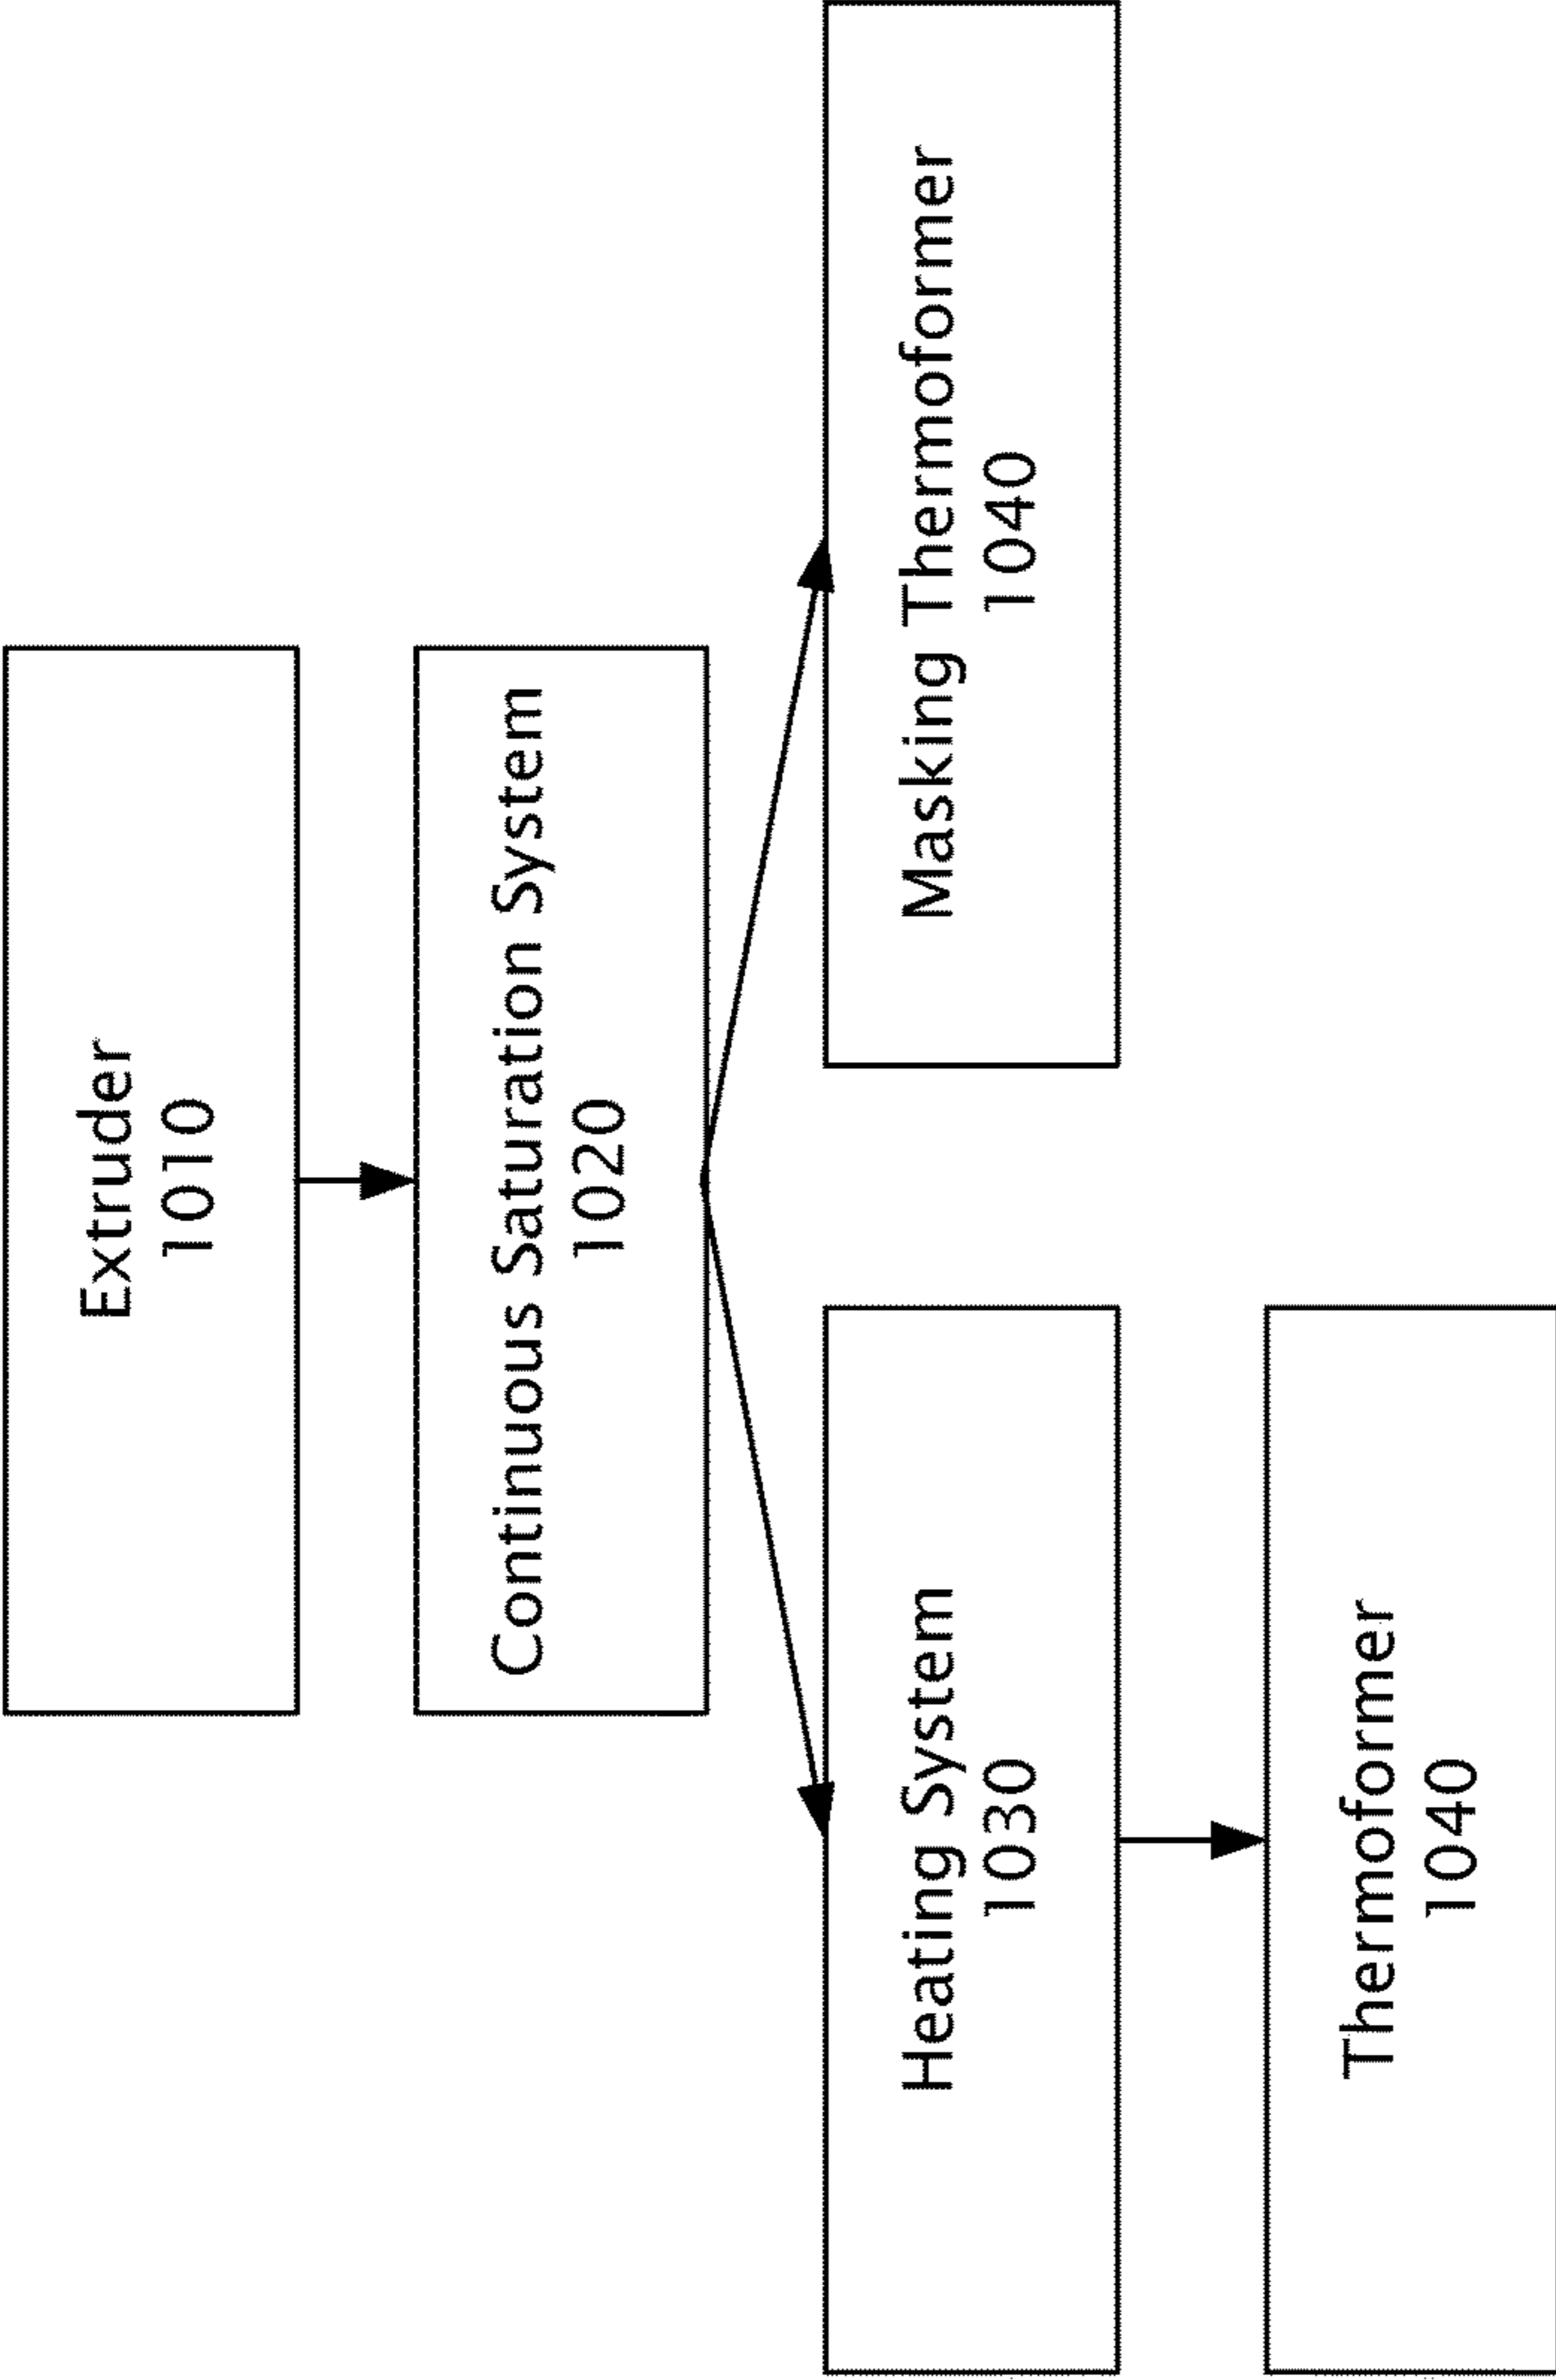 Extruder
1010
Continuous Saturation System
1020
Heating System
1030
Masking Thermoformer
1040
Thermoformer
1040